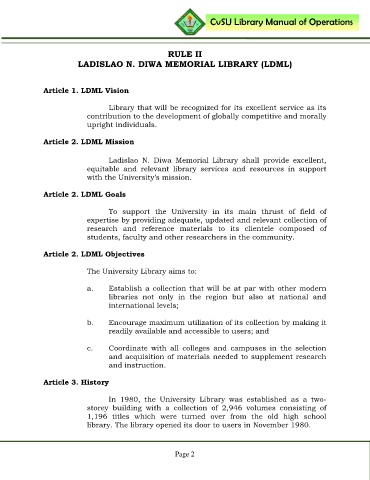 CvSU Library Manual of Operations
RULE II
LADISLAO N. DIWA MEMORIAL LIBRARY (LDML)
Article 1. LDML Vision
Library that will be recognized for its excellent service as its
contribution to the development of globally competitive and morally
upright individuals.
Article 2. LDML Mission
Ladislao N. Diwa Memorial Library shall provide excellent,
equitable and relevant library services and resources in support
with the University's mission.
Article 2. LDML Goals
To support the University in its main thrust of field of
expertise by providing adequate, updated and relevant collection of
research and reference materials to its clientele composed of
students, faculty and other researchers in the community.
Article 2. LDML Objectives
The University Library aims to:
a. Establish a collection that will be at par with other modern
libraries not only in the region but also at national and
international levels;
b. Encourage maximum utilization of its collection by making it
readily available and accessible to users; and
c. Coordinate with all colleges and campuses in the selection
and acquisition of materials needed to supplement research
and instruction.
Article 3. History
In 1980, the University Library was established as a two-
storey building with a collection of 2,946 volumes consisting of
1,196 titles which were turned over from the old high school
library. The library opened its door to users in November 1980.
Page 2